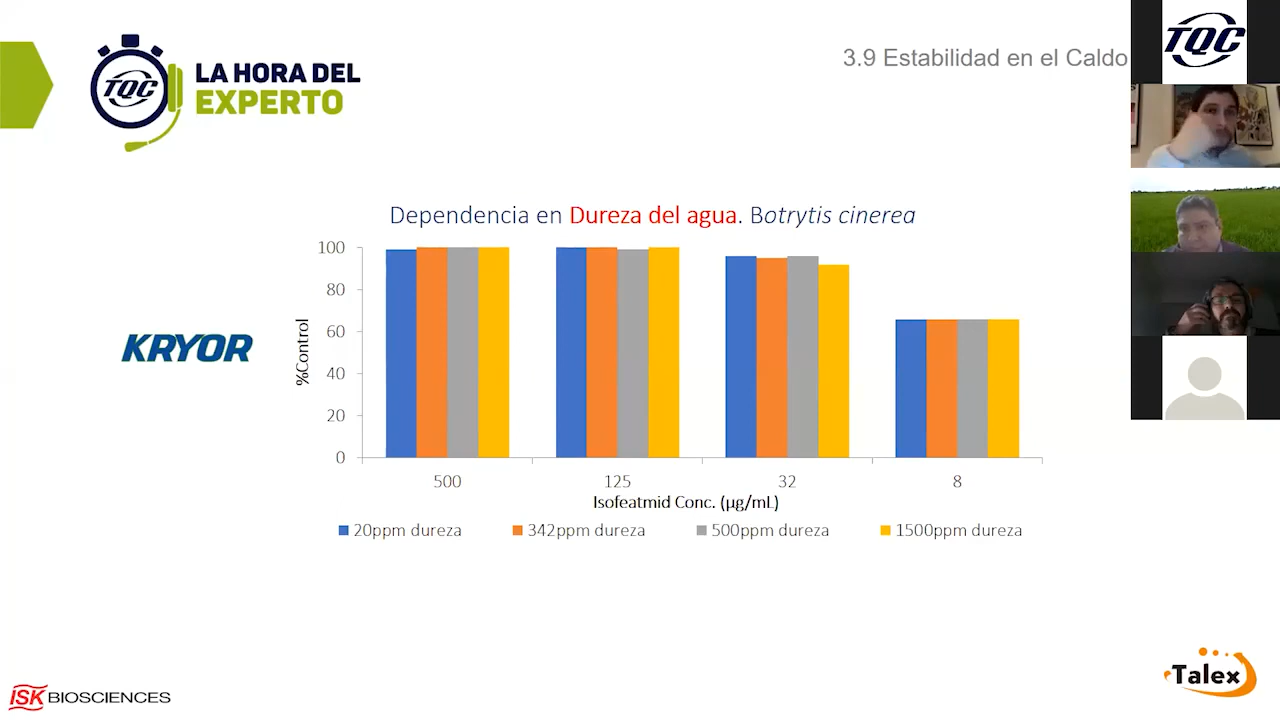 TQC
LA HORA DEL
EXPERTO
3.9 Estabilidad en el Caldo
TQC
Dependencia en Dureza del agua. Botrytis cinerea
KRYOR
%Control
100
80
60
40
20
0
500 125 32 8
Isofeatmid Conc. (µg/mL)
20ppm dureza 342ppm dureza 500ppm dureza 1500ppm dureza
ISK BIOSCIENCES
Talex